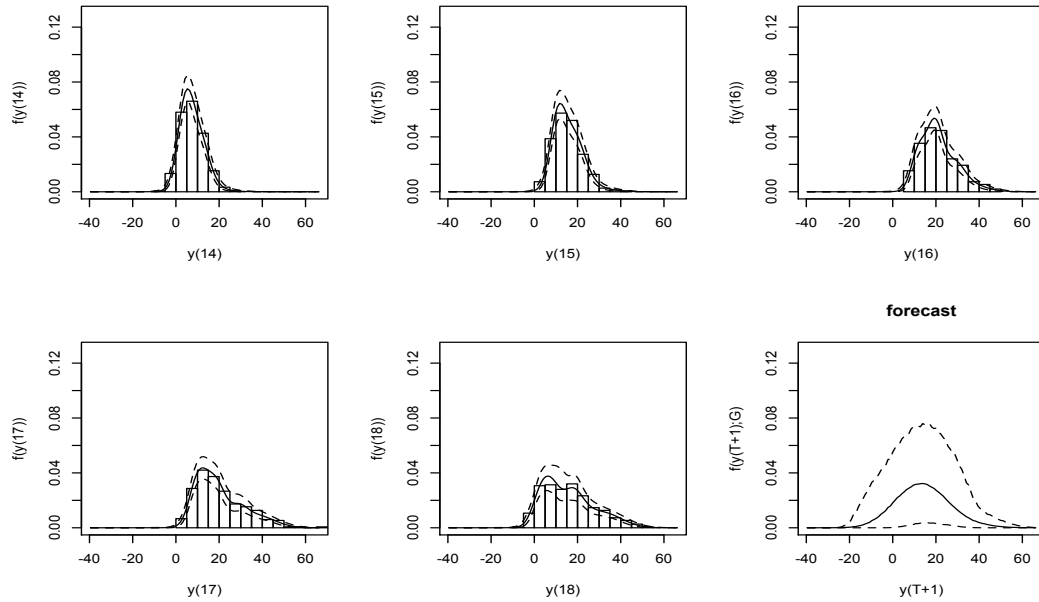 f(y(14))
0.00 0.04 0.08 0.12
-40 -20 0 20 40 60
y(14)
f(y(15))
0.00 0.04 0.08 0.12
-40 -20 0 20 40 60
y(15)
f(y(16))
0.00 0.04 0.08 0.12
-40 -20 0 20 40 60
y(16)
f(y(17))
0.00 0.04 0.08 0.12
-40 -20 0 20 40 60
y(17)
f(y(18))
0.00 0.04 0.08 0.12
-40 -20 0 20 40 60
y(18)
forecast
f(y(T+1);G)
0.00 0.04 0.08 0.12
-40 -20 0 20 40 60
y(T+1)